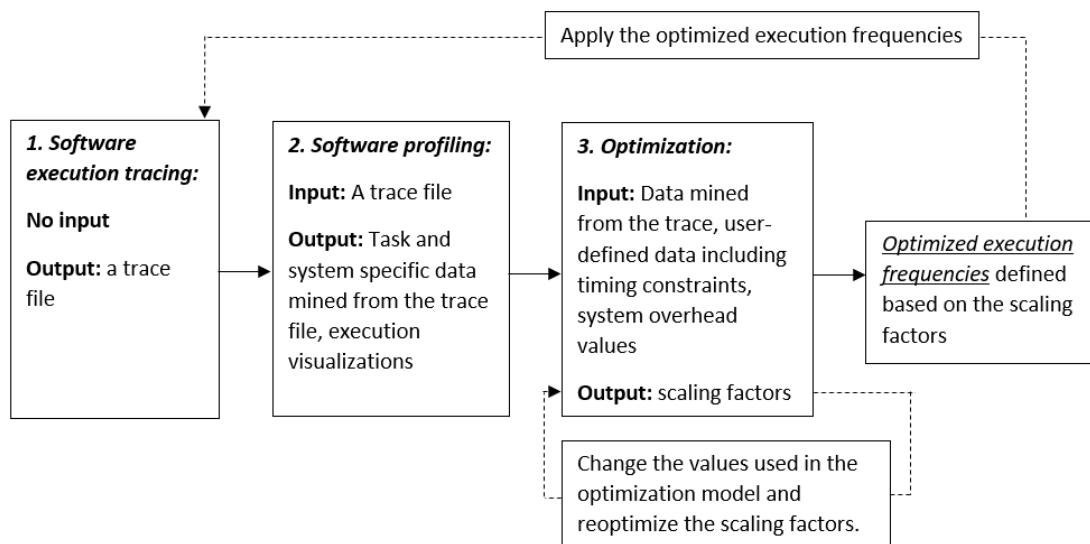 Apply the optimized execution frequencies
1. Software
execution tracing:
No input
Output: a trace
file
2. Software profiling:
Input: A trace file
Output: Task and
system specific data
mined from the trace
file, execution
visualizations
3. Optimization:
Input: Data mined
from the trace, user-
defined data including
timing constraints,
system overhead
values
Output: scaling factors
Optimized execution
frequencies defined
based on the scaling
factors
Change the values used in the
optimization model and
reoptimize the scaling factors.